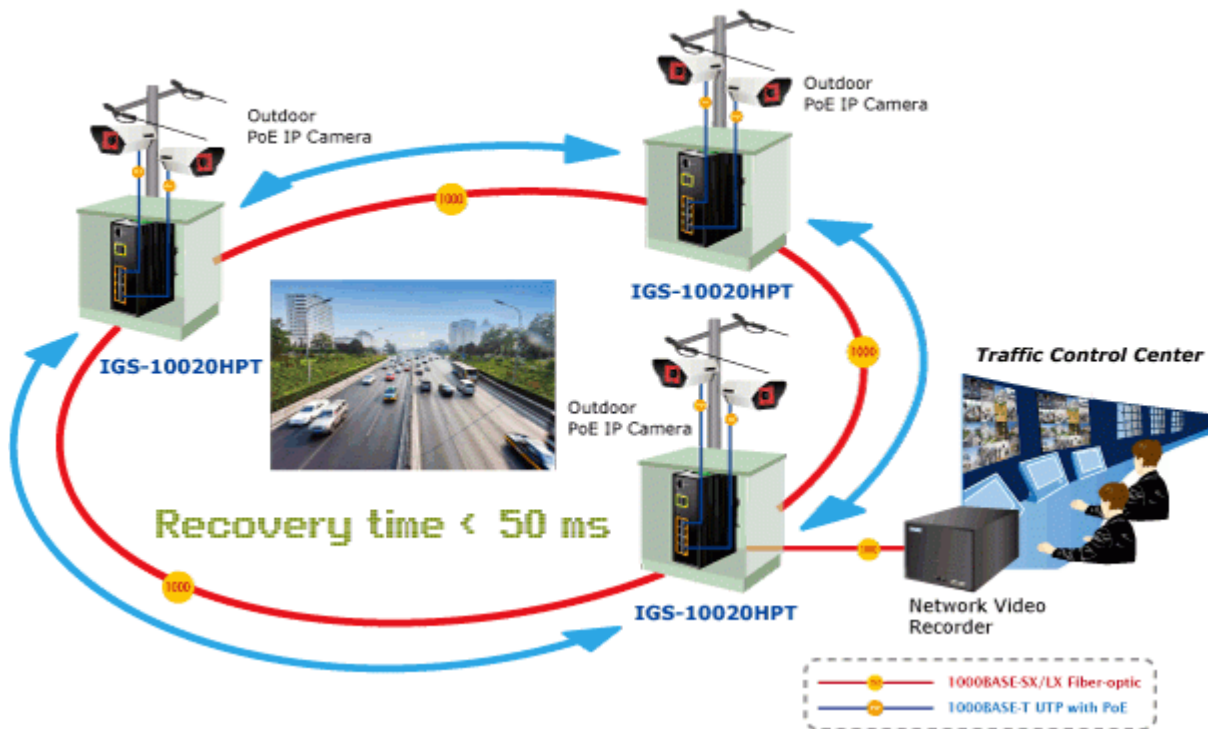 Outdoor
PoE IP Camera
Outdoor
PoE IP Camera
1000
IGS-10020HPT
IGS-10020HPT
1000
Traffic Control Center
Outdoor
PoE IP Camera
Recovery time < 50 ms
1000
1000
IGS-10020HPT
Network Video
Recorder
1000BASE-SX/LX Fiber-optic
1000BASE-T UTP with PoE